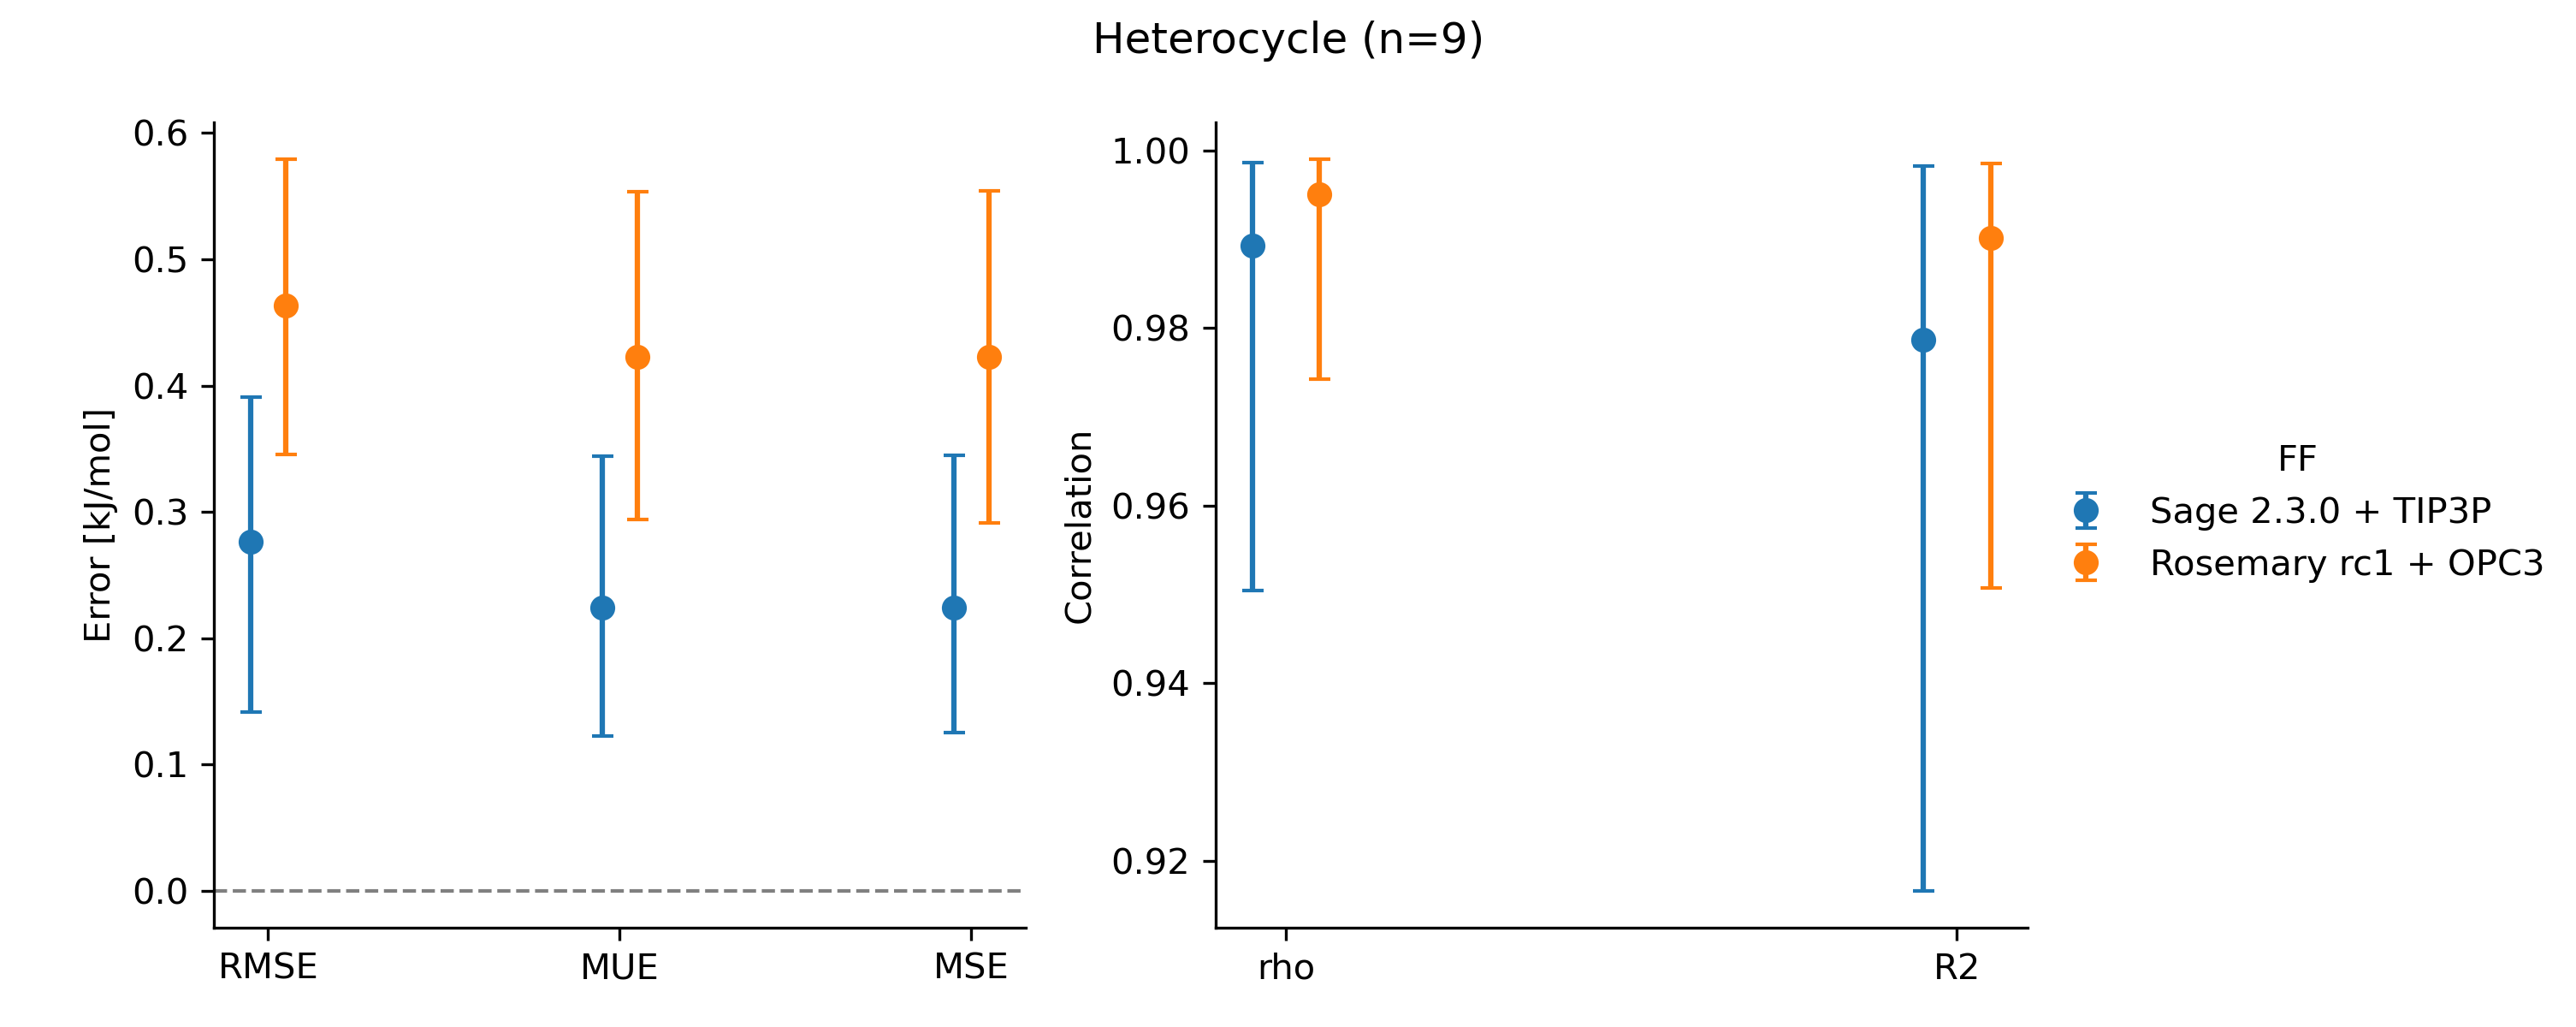 Heterocycle (n=9)
Error [kJ/mol]
0.6
0.5
0.4
0.3
0.2
0.1
0.0
RMSE
MUE
MSE
Correlation
1.00
0.98
0.96
0.94
0.92
rho
R2
FF
Sage 2.3.0 + TIP3P
Rosemary rc1 + OPC3